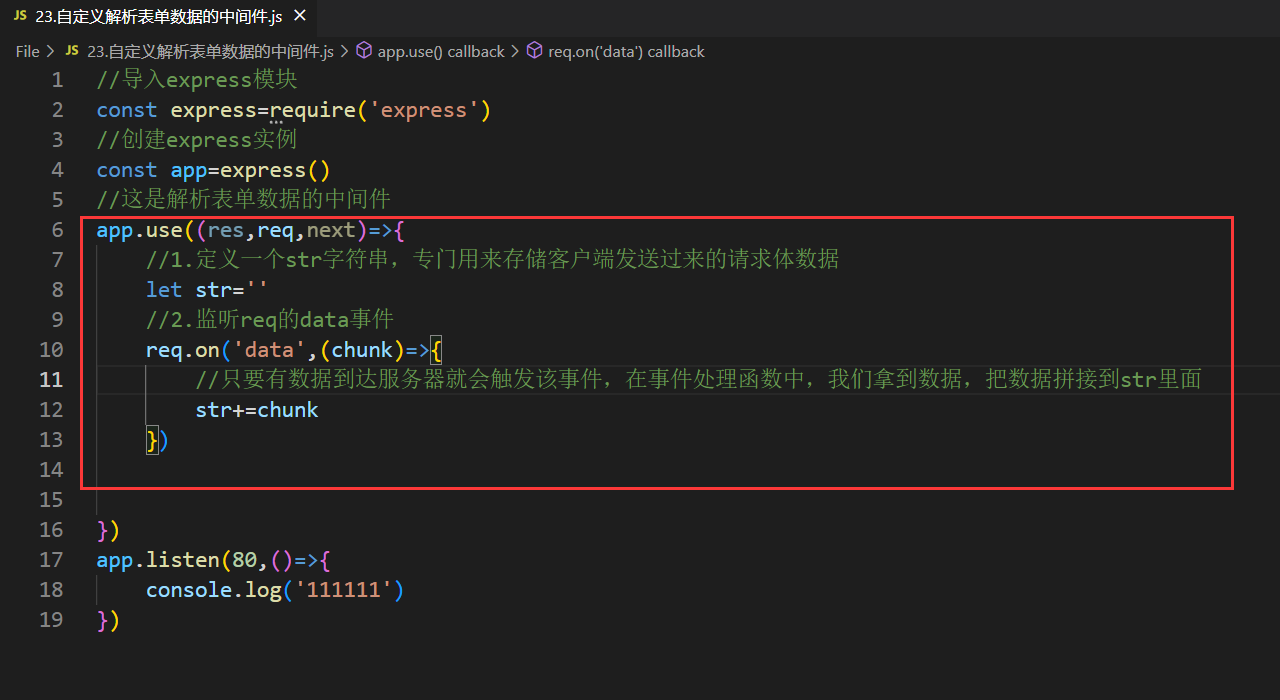 JS 23.自定义解析表单数据的中间件.js ×
File > JS 23.自定义解析表单数据的中间件.js > app.use() callback > req.on('data') callback
1 //导入express模块
2 const express=require('express')
3 //创建express实例
4 const app=express()
5 //这是解析表单数据的中间件
6 app.use((res,req,next)=>{
7 //1.定义一个str字符串，专门用来存储客户端发送过来的请求体数据
8 let str=''
9 //2.监听req的data事件
10 req.on('data',(chunk)=>{
11 //只要有数据到达服务器就会触发该事件，在事件处理函数中，我们拿到数据，把数据拼接到str里面
12 str+=chunk
13 })
14
15
16 })
17 app.listen(80,()=>{
18 console.log('111111')
19 })